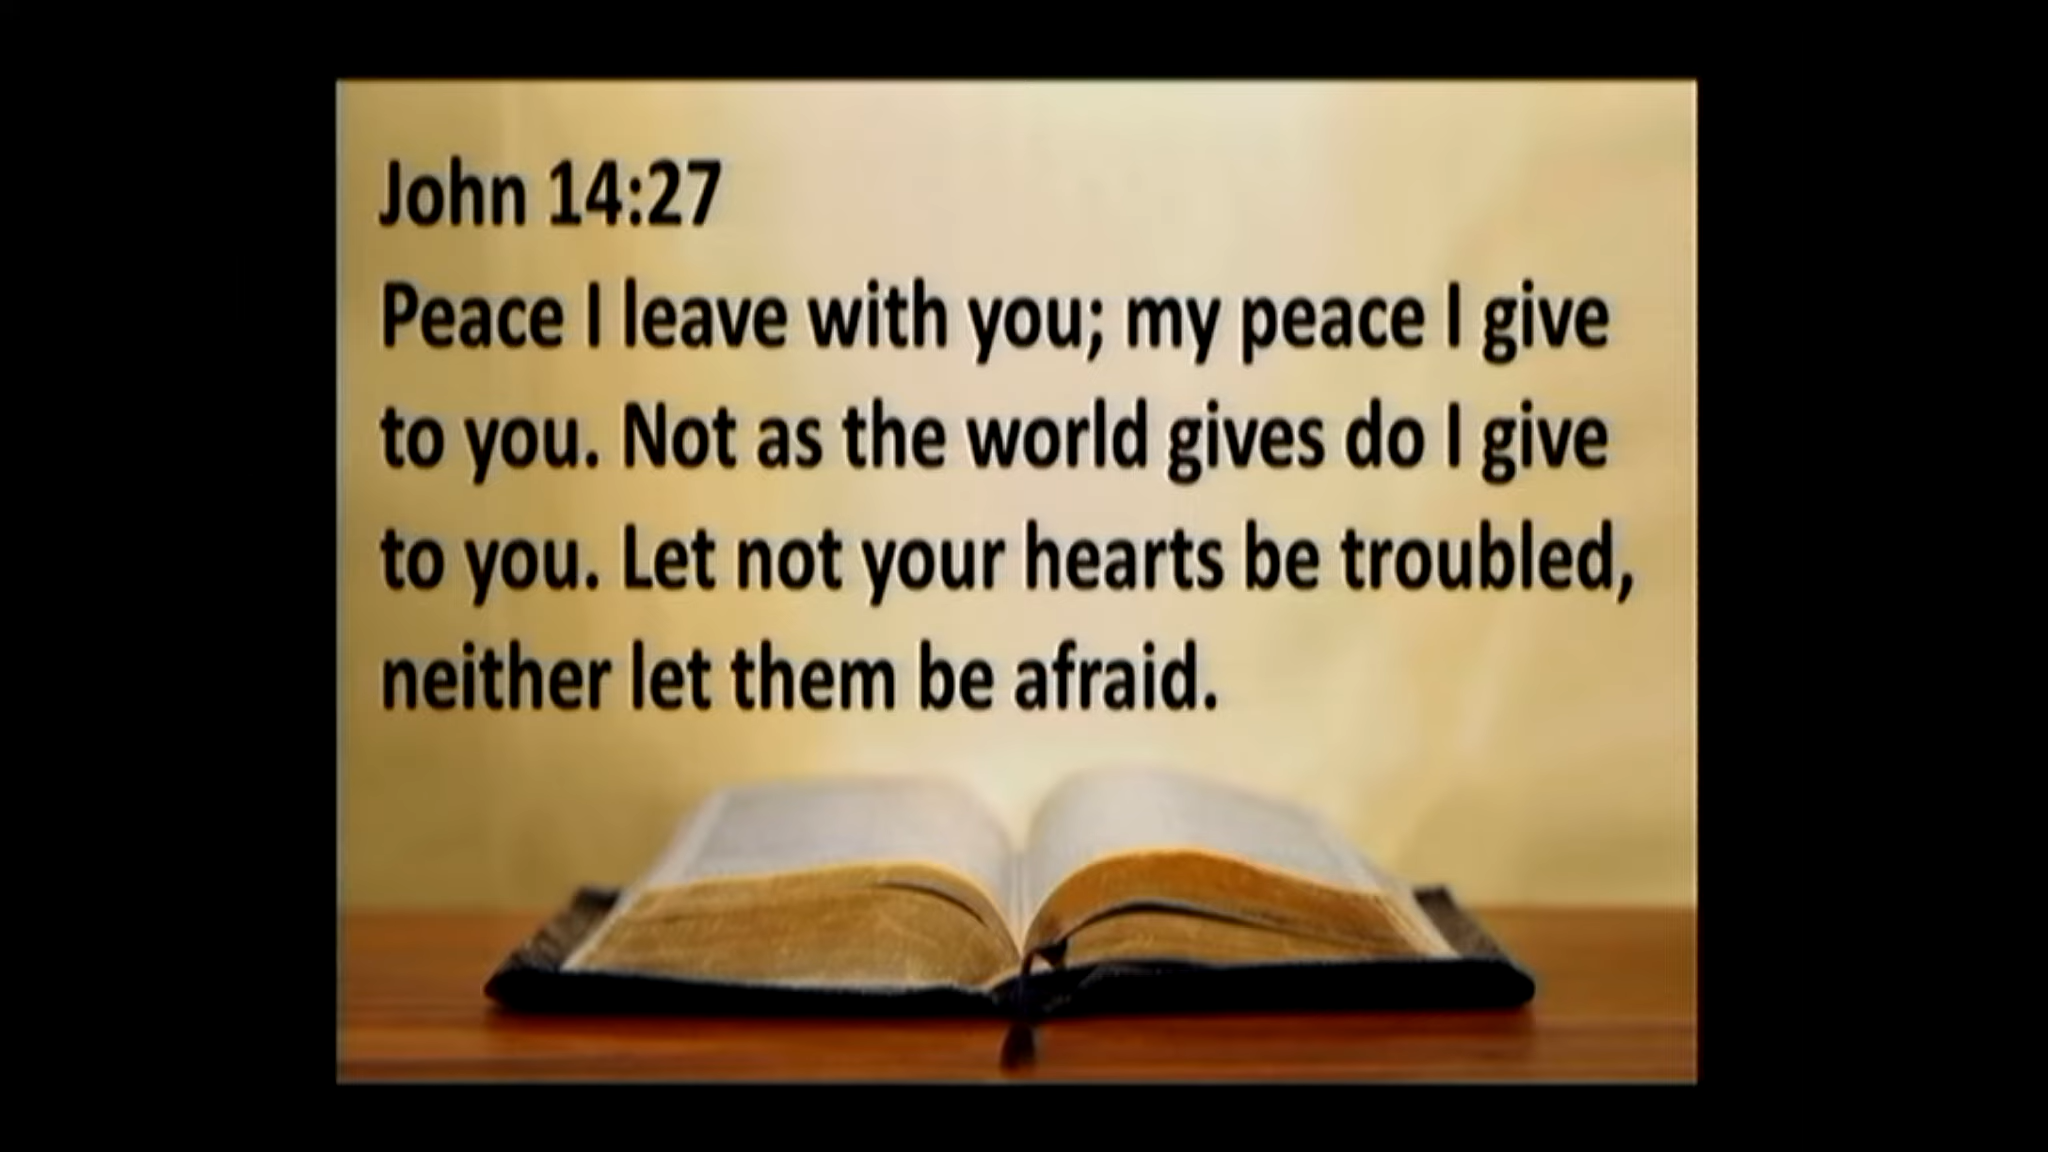 John 14:27
Peace I leave with you; my peace I give
to you. Not as the world gives do I give
to you. Let not your hearts be troubled,
neither let them be afraid.